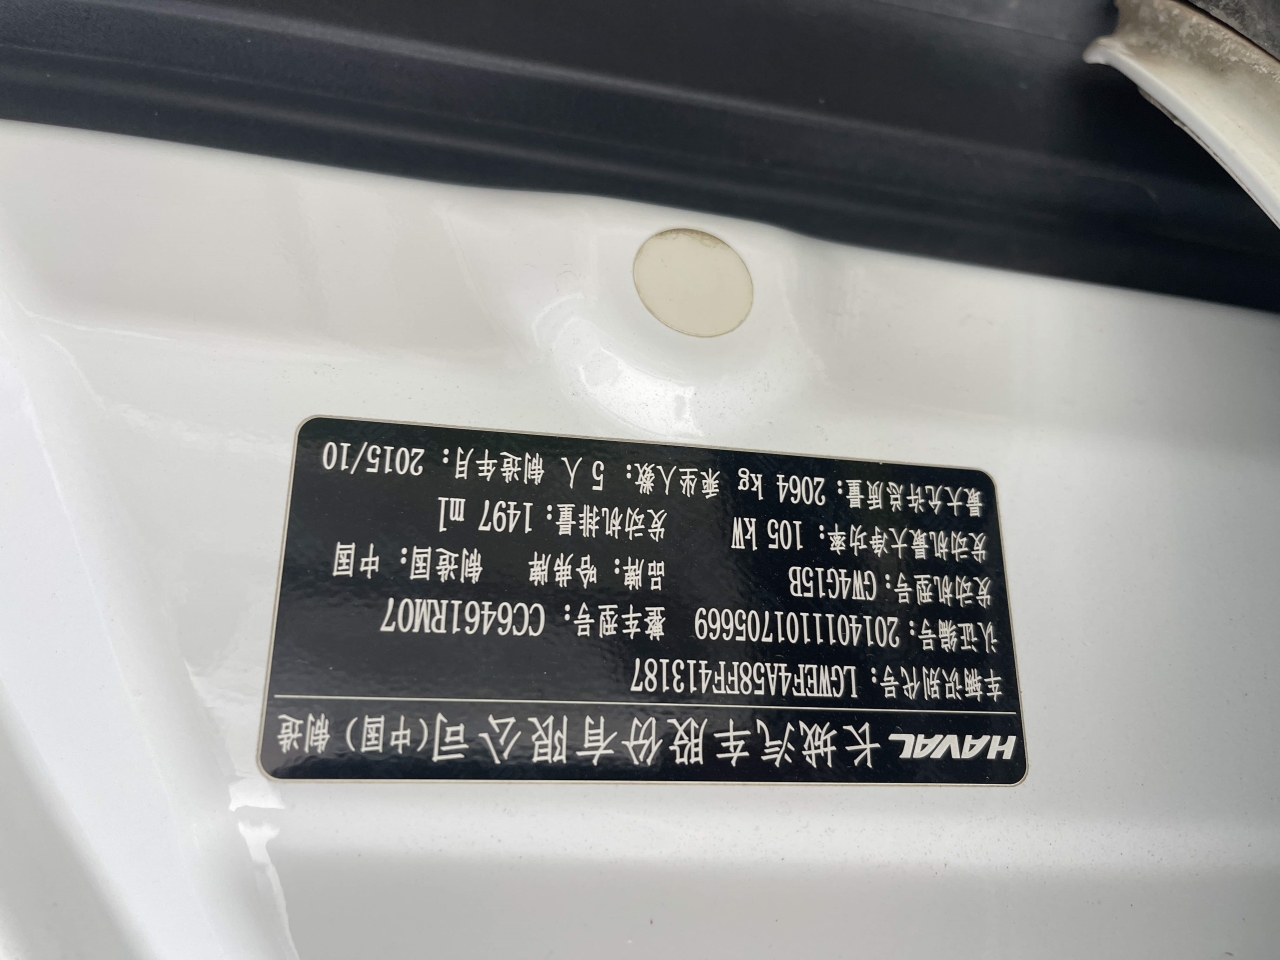 HAVAL 长城汽车股份有限公司(中国) 制造
车辆识别代号: LGWEF4A58FF413187
认证编号: 2014011101705669 整车型号: CC6461RM07
发动机型号: GW4G15B 品牌: 哈弗牌 制造国: 中国
发动机最大净功率: 105 kW 发动机排量: 1497 ml
最大允许总质量: 2064 kg 乘坐人数: 5 人 制造年月: 2015/10